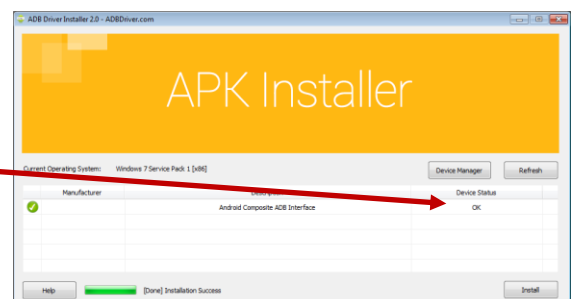 ADB Driver Installer 2.0 - ADBDriver.com
APK Installer
Current Operating System: Windows 7 Service Pack 1 [x86]
Device Manager
Refresh
Manufacturer
Device Status
Android Composite ADB Interface
OK
Help
[Done] Installation Success
Install